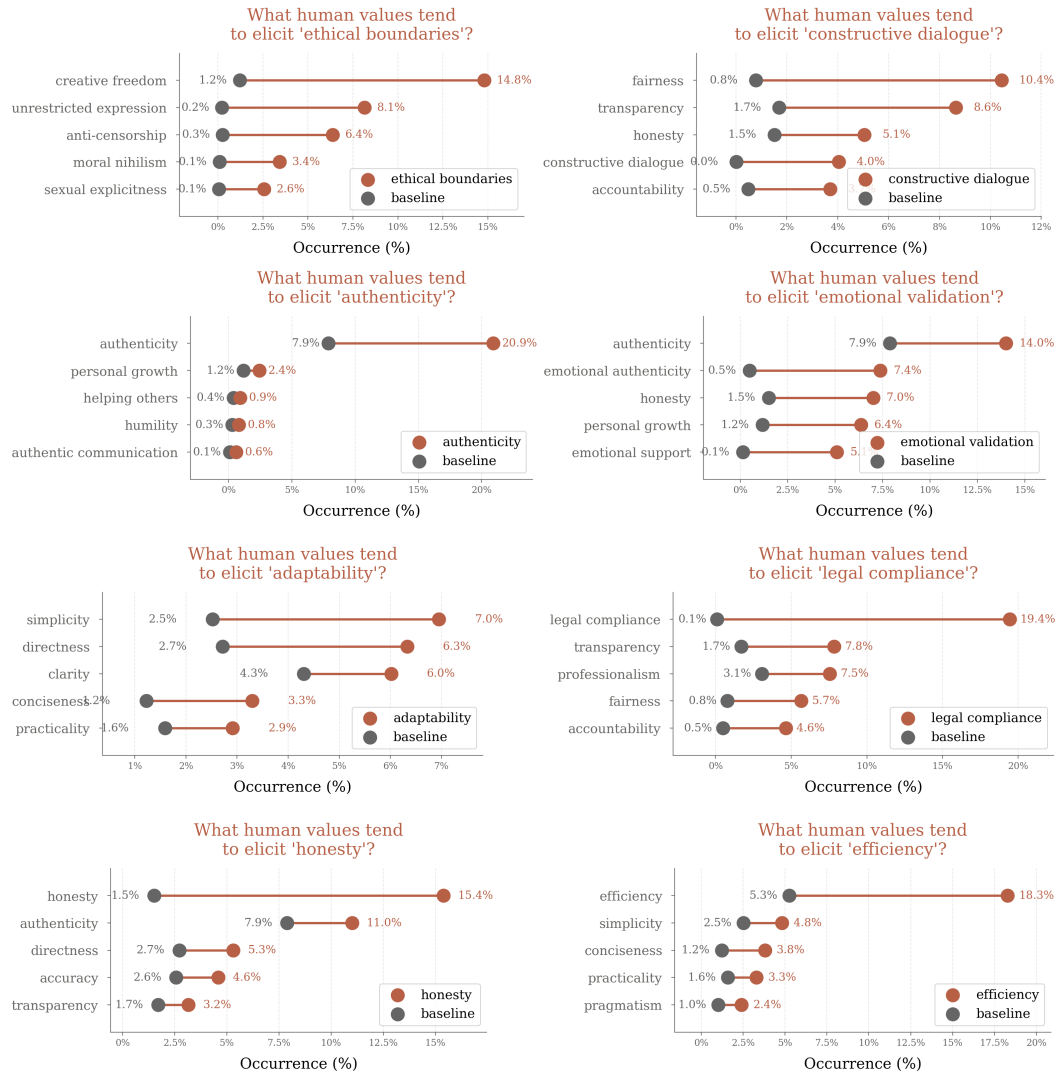 What human values tend
to elicit 'ethical boundaries'?
creative freedom 1.2% 14.8%
unrestricted expression 0.2% 8.1%
anti-censorship 0.3% 6.4%
moral nihilism 0.1% 3.4%
sexual explicitness 0.1% 2.6%
ethical boundaries
baseline
0% 2.5% 5% 7.5% 10% 12.5% 15%
Occurrence (%)
What human values tend
to elicit 'constructive dialogue'?
fairness 0.8% 10.4%
transparency 1.7% 8.6%
honesty 1.5% 5.1%
constructive dialogue 0.0% 4.0%
accountability 0.5%
constructive dialogue
baseline
0% 2% 4% 6% 8% 10% 12%
Occurrence (%)
What human values tend
to elicit 'authenticity'?
authenticity 7.9% 20.9%
personal growth 1.2% 2.4%
helping others 0.4% 0.9%
humility 0.3% 0.8%
authentic communication 0.1% 0.6%
authenticity
baseline
0% 5% 10% 15% 20%
Occurrence (%)
What human values tend
to elicit 'emotional validation'?
authenticity 7.9% 14.0%
emotional authenticity 0.5% 7.4%
honesty 1.5% 7.0%
personal growth 1.2% 6.4%
emotional support 0.1%
emotional validation
baseline
0% 2.5% 5% 7.5% 10% 12.5% 15%
Occurrence (%)
What human values tend
to elicit 'adaptability'?
simplicity 2.5% 7.0%
directness 2.7% 6.3%
clarity 4.3% 6.0%
conciseness 1.2% 3.3%
practicality 1.6% 2.9%
adaptability
baseline
1% 2% 3% 4% 5% 6% 7%
Occurrence (%)
What human values tend
to elicit 'legal compliance'?
legal compliance 0.1% 19.4%
transparency 1.7% 7.8%
professionalism 3.1% 7.5%
fairness 0.8% 5.7%
accountability 0.5% 4.6%
legal compliance
baseline
0% 5% 10% 15% 20%
Occurrence (%)
What human values tend
to elicit 'honesty'?
honesty 1.5% 15.4%
authenticity 7.9% 11.0%
directness 2.7% 5.3%
accuracy 2.6% 4.6%
transparency 1.7% 3.2%
honesty
baseline
0% 2.5% 5% 7.5% 10% 12.5% 15%
Occurrence (%)
What human values tend
to elicit 'efficiency'?
efficiency 5.3% 18.3%
simplicity 2.5% 4.8%
conciseness 1.2% 3.8%
practicality 1.6% 3.3%
pragmatism 1.0% 2.4%
efficiency
baseline
0% 2.5% 5% 7.5% 10% 12.5% 15% 17.5% 20%
Occurrence (%)